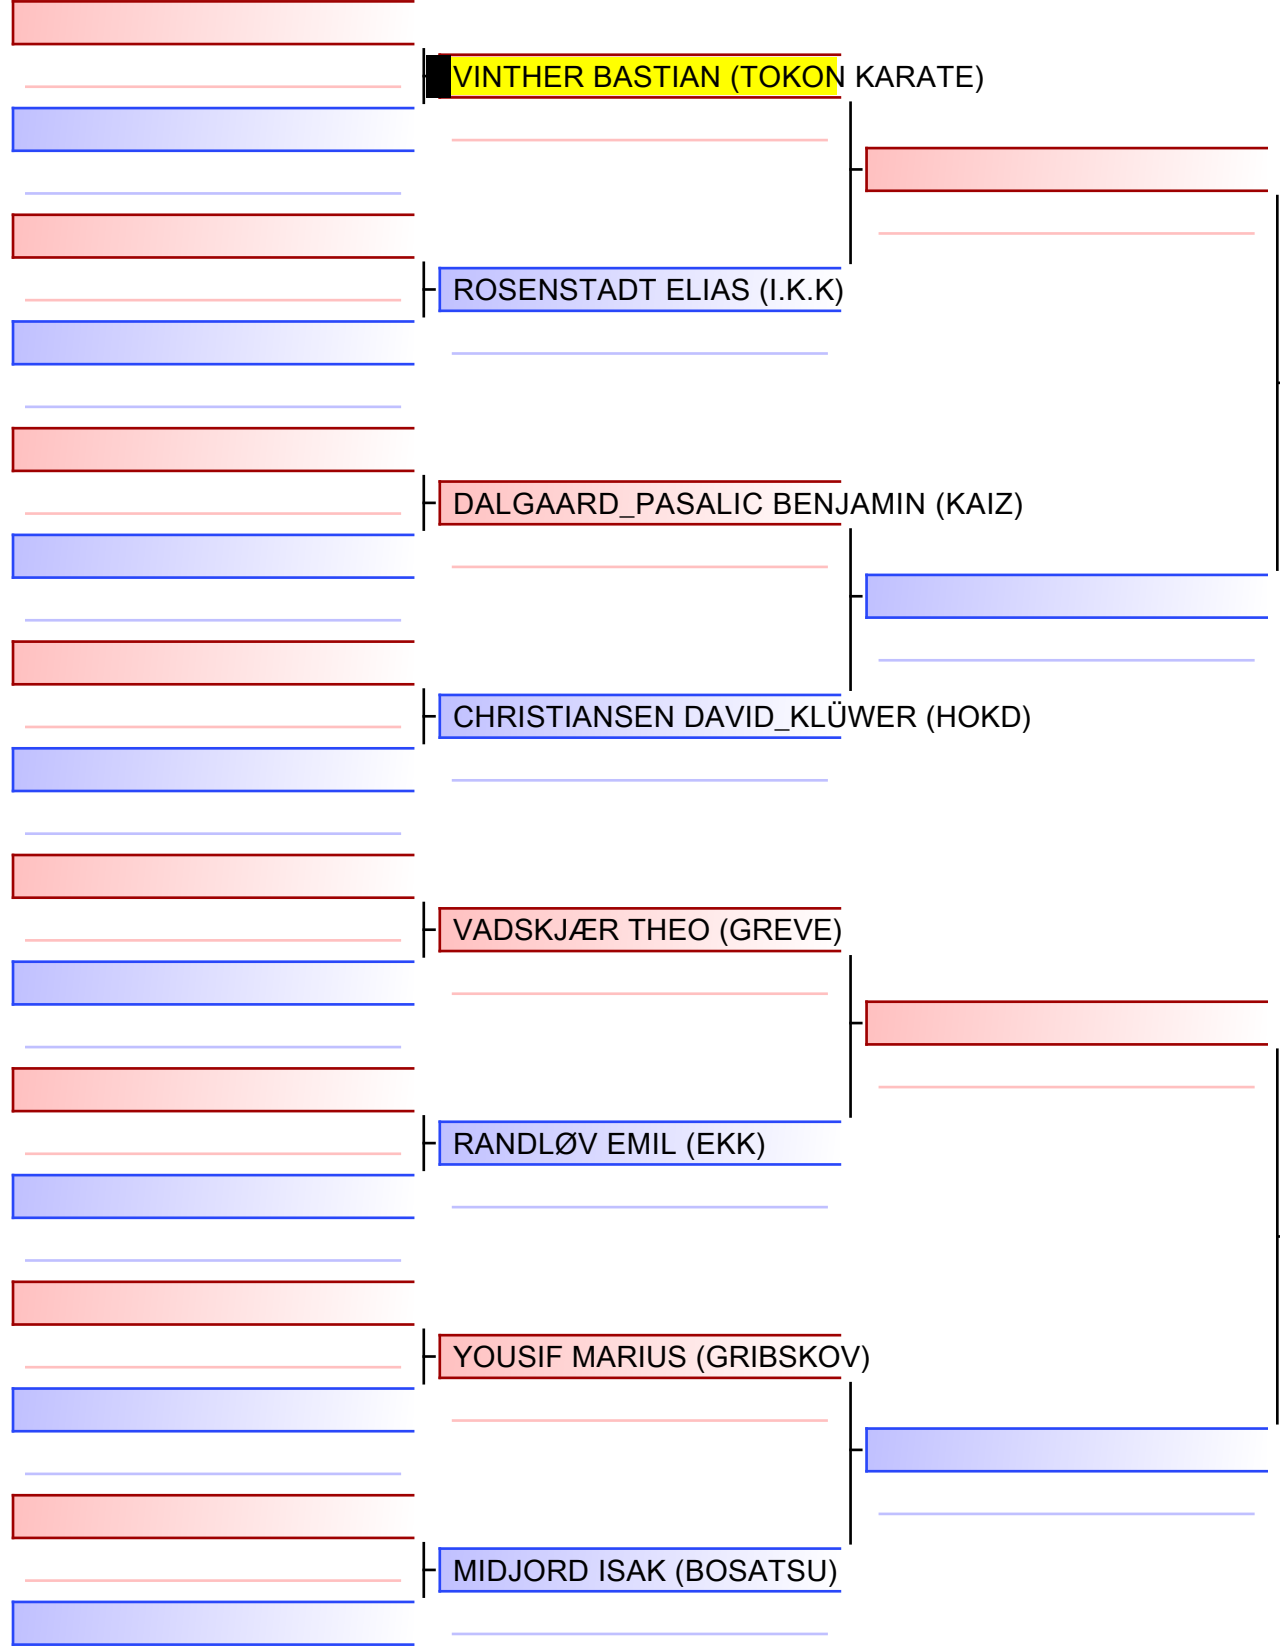 VINTHER BASTIAN (TOKON KARATE)
ROSENSTADT ELIAS (I.K.K)
DALGAARD_PASALIC BENJAMIN (KAIZ)
CHRISTIANSEN DAVID_KLÜWER (HOKD)
VADSKJÆR THEO (GREVE)
RANDLØV EMIL (EKK)
YOUSIF MARIUS (GRIBSKOV)
MIDJORD ISAK (BOSATSU)